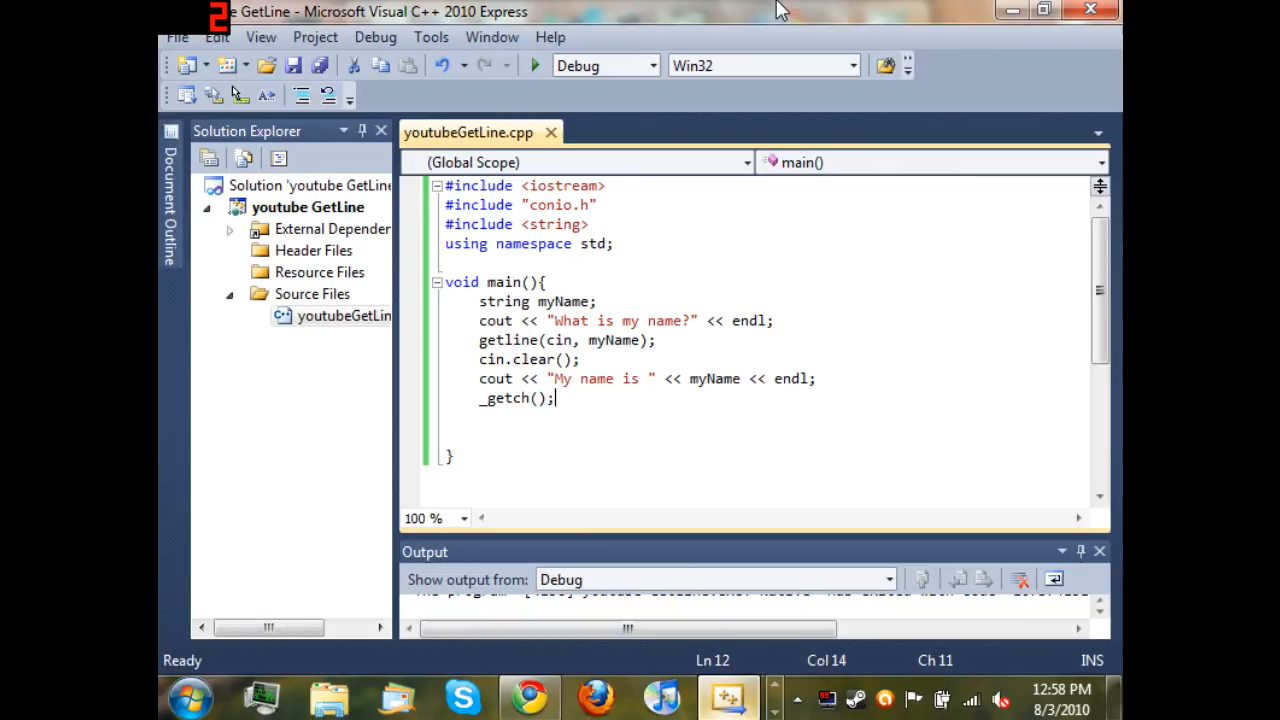 2
e GetLine - Microsoft Visual C++ 2010 Express
File Edit View Project Debug Tools Window Help
Debug Win32
Solution Explorer
youtubeGetLine.cpp
Document Outline
(Global Scope) main()
Solution 'youtube GetLine
youtube GetLine
External Depender
Header Files
Resource Files
Source Files
youtubeGetLin
#include <iostream>
#include "conio.h"
#include <string>
using namespace std;
void main(){
string myName;
cout << "What is my name?" << endl;
getline(cin, myName);
cin.clear();
cout << "My name is " << myName << endl;
_getch();
}
100 %
Output
Show output from: Debug
Ready Ln 12 Col 14 Ch 11 INS
12:58 PM
8/3/2010